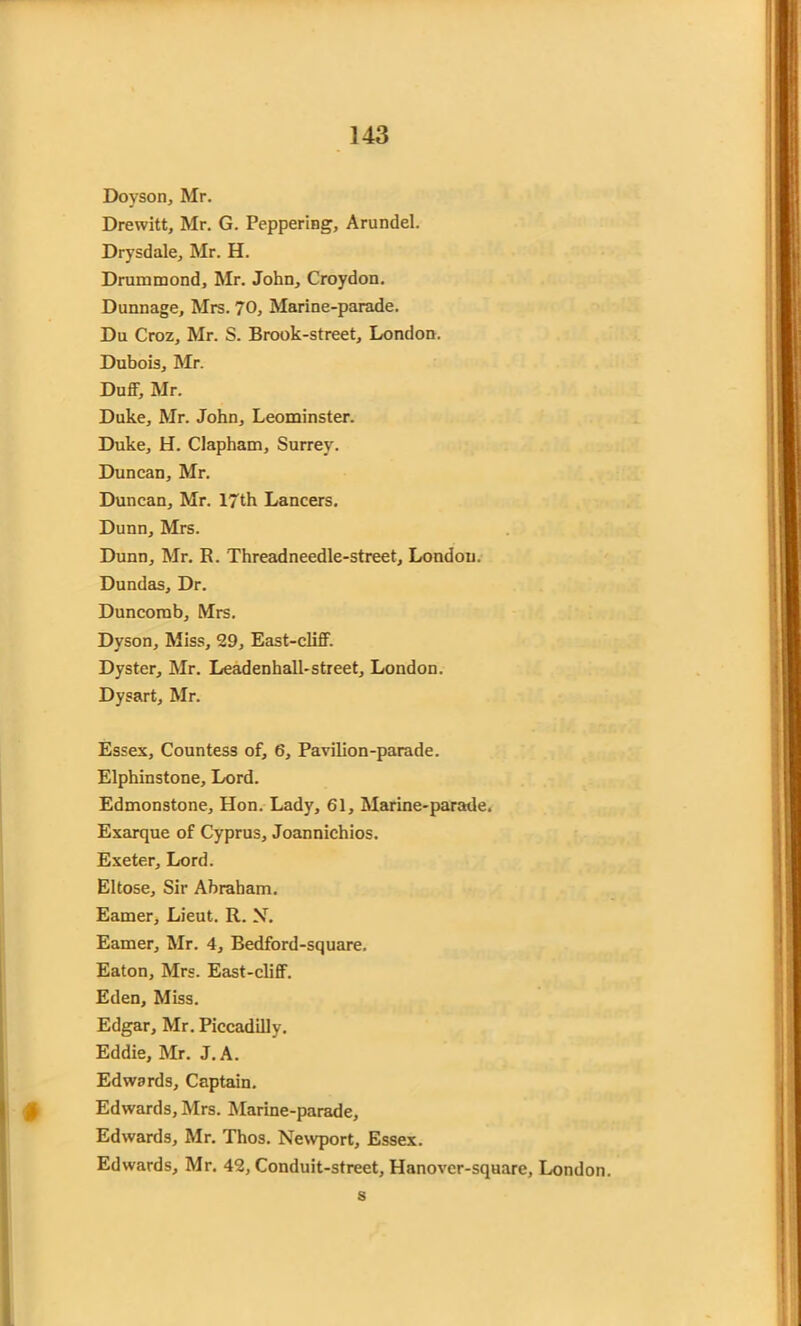 143
Doyson, Mr.
Drewitt, Mr. G. Peppering, Arundel.
Drysdale, Mr. H.
Drummond, Mr. John, Croydon.
Dunnage, Mrs. 70, Marine-parade.
Du Croz, Mr. S. Brook-street, London.
Dubois, Mr.
Duff, Mr.
Duke, Mr. John, Leominster.
Duke, H. Clapham, Surrey.
Duncan, Mr.
Duncan, Mr. 17th Lancers.
Dunn, Mrs.
Dunn, Mr. R. Threadneedle-street, London.
Dundas, Dr.
Duncomb, Mrs.
Dyson, Miss, 29, East-cliff.
Dyster, Mr. Leadenhall-street, London.
Dysart, Mr.
Essex, Countess of, 6, Pavilion-parade.
Elphinstone, Lord.
Edmonstone, Hon. Lady, 61, Marine-parade.
Exarque of Cyprus, Joannichios.
Exeter, Lord.
Eltose, Sir Abraham.
Eamer, Lieut. R. N.
Eamer, Mr. 4, Bedford-square.
Eaton, Mrs. East-cliff.
Eden, Miss.
Edgar, Mr. Piccadilly.
Eddie, Mr. J. A.
Edwards, Captain.
Edwards, Mrs. Marine-parade,
Edwards, Mr. Thos. Newport, Essex.
Edwards, Mr. 42, Conduit-street, Hanover-square, London.
s